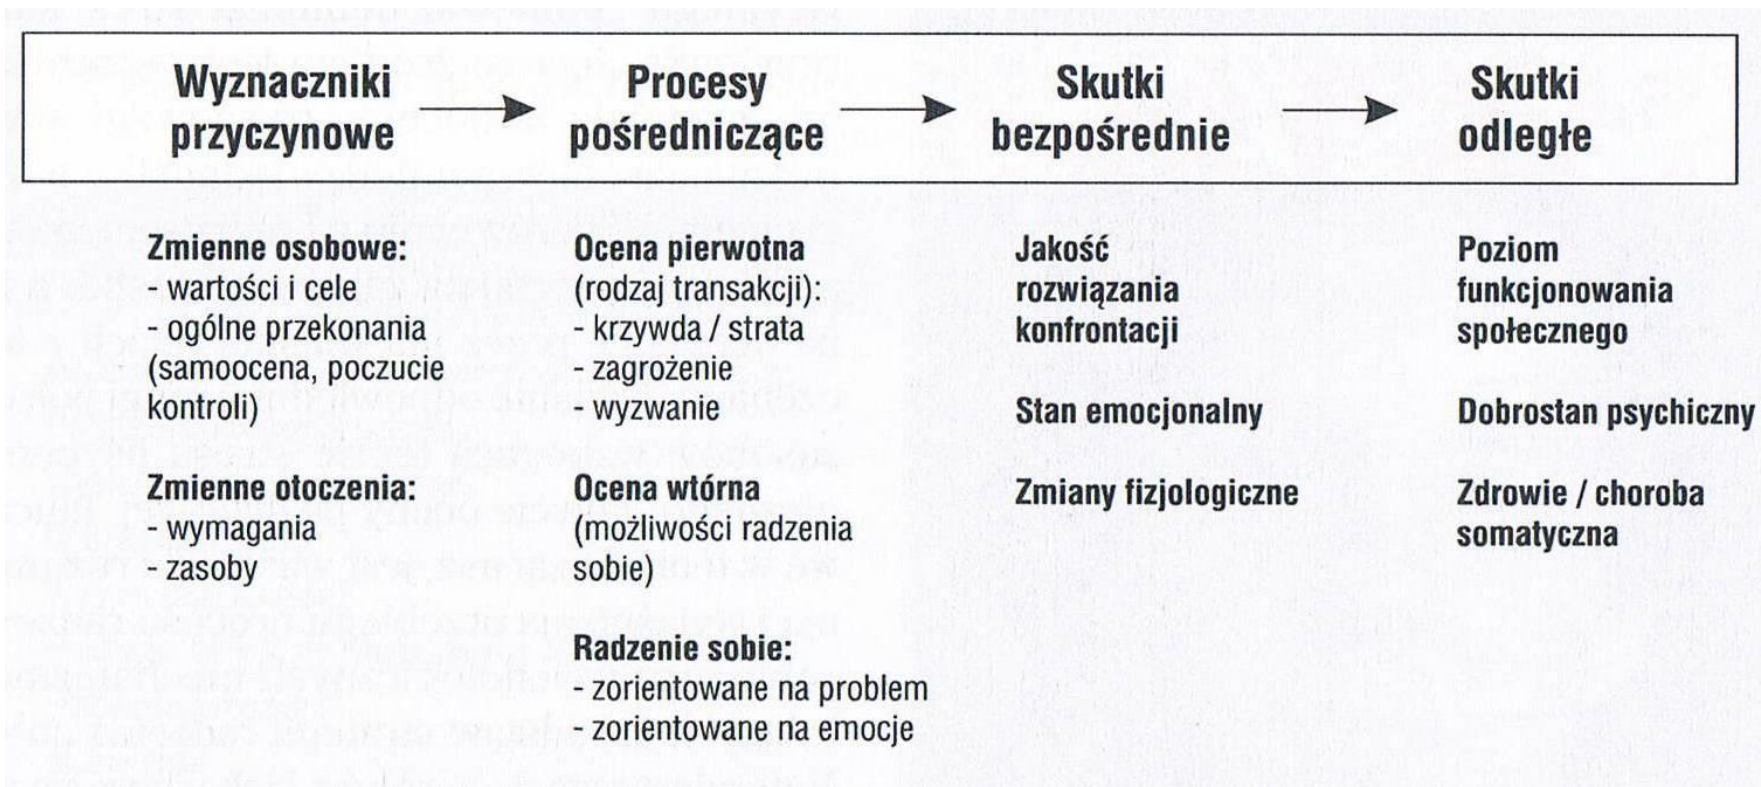 Wyznaczniki
przyczynowe
Procesy
pośredniczące
Skutki
bezpośrednie
Skutki
odległe
Zmienne osobowe:
- wartości i cele
- ogólne przekonania
(samoocena, poczucie
kontroli)
Zmienne otoczenia:
- wymagania
- zasoby
Ocena pierwotna
(rodzaj transakcji):
- krzywda / strata
- zagrożenie
- wyzwanie
Ocena wtórna
(możliwości radzenia
sobie)
Radzenie sobie:
- zorientowane na problem
- zorientowane na emocje
Jakość
rozwiązania
konfrontacji
Stan emocjonalny
Zmiany fizjologiczne
Poziom
funkcjonowania
społecznego
Dobrostan psychiczny
Zdrowie / choroba
somatyczna